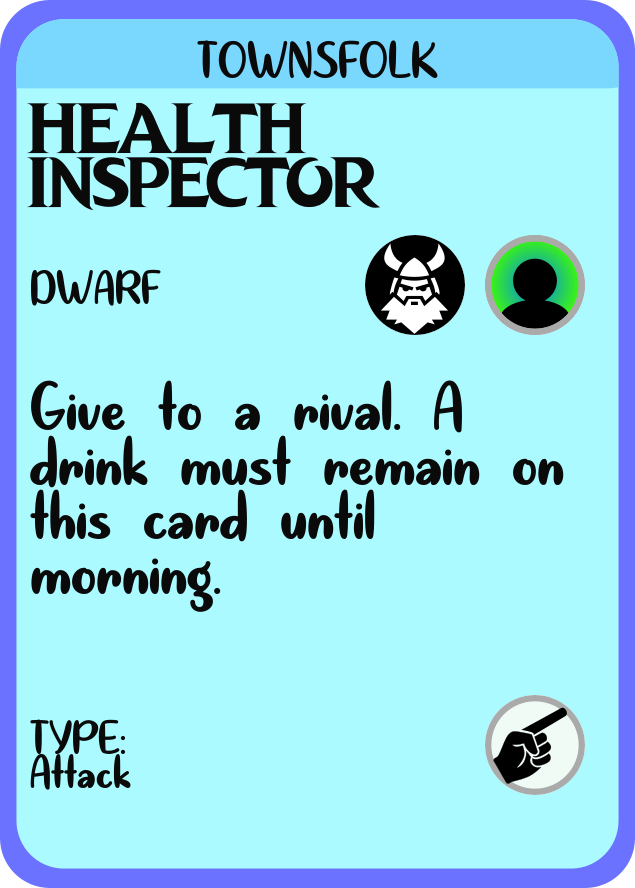 TOWNSFOLK
HEALTH
INSPECTOR
DWARF
Give to a rival. A
drink must remain on
this card until
morning.
TYPE:
Attack